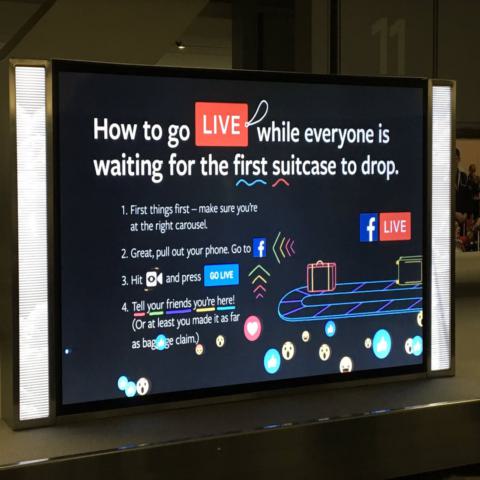 11
How to go LIVE while everyone is
waiting for the first suitcase to drop.
1. First things first – make sure you're
at the right carousel.
2. Great, pull out your phone. Go to f
3. Hit and press GO LIVE
4. Tell your friends you're here!
(Or at least you made it as far
as baggage claim.)
f LIVE